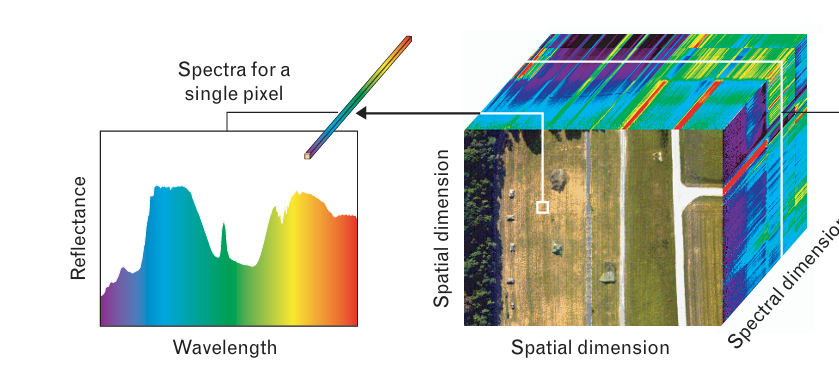 Spectra for a
single pixel
Reflectance
Wavelength
Spatial dimension
Spatial dimension
Spectral dimension